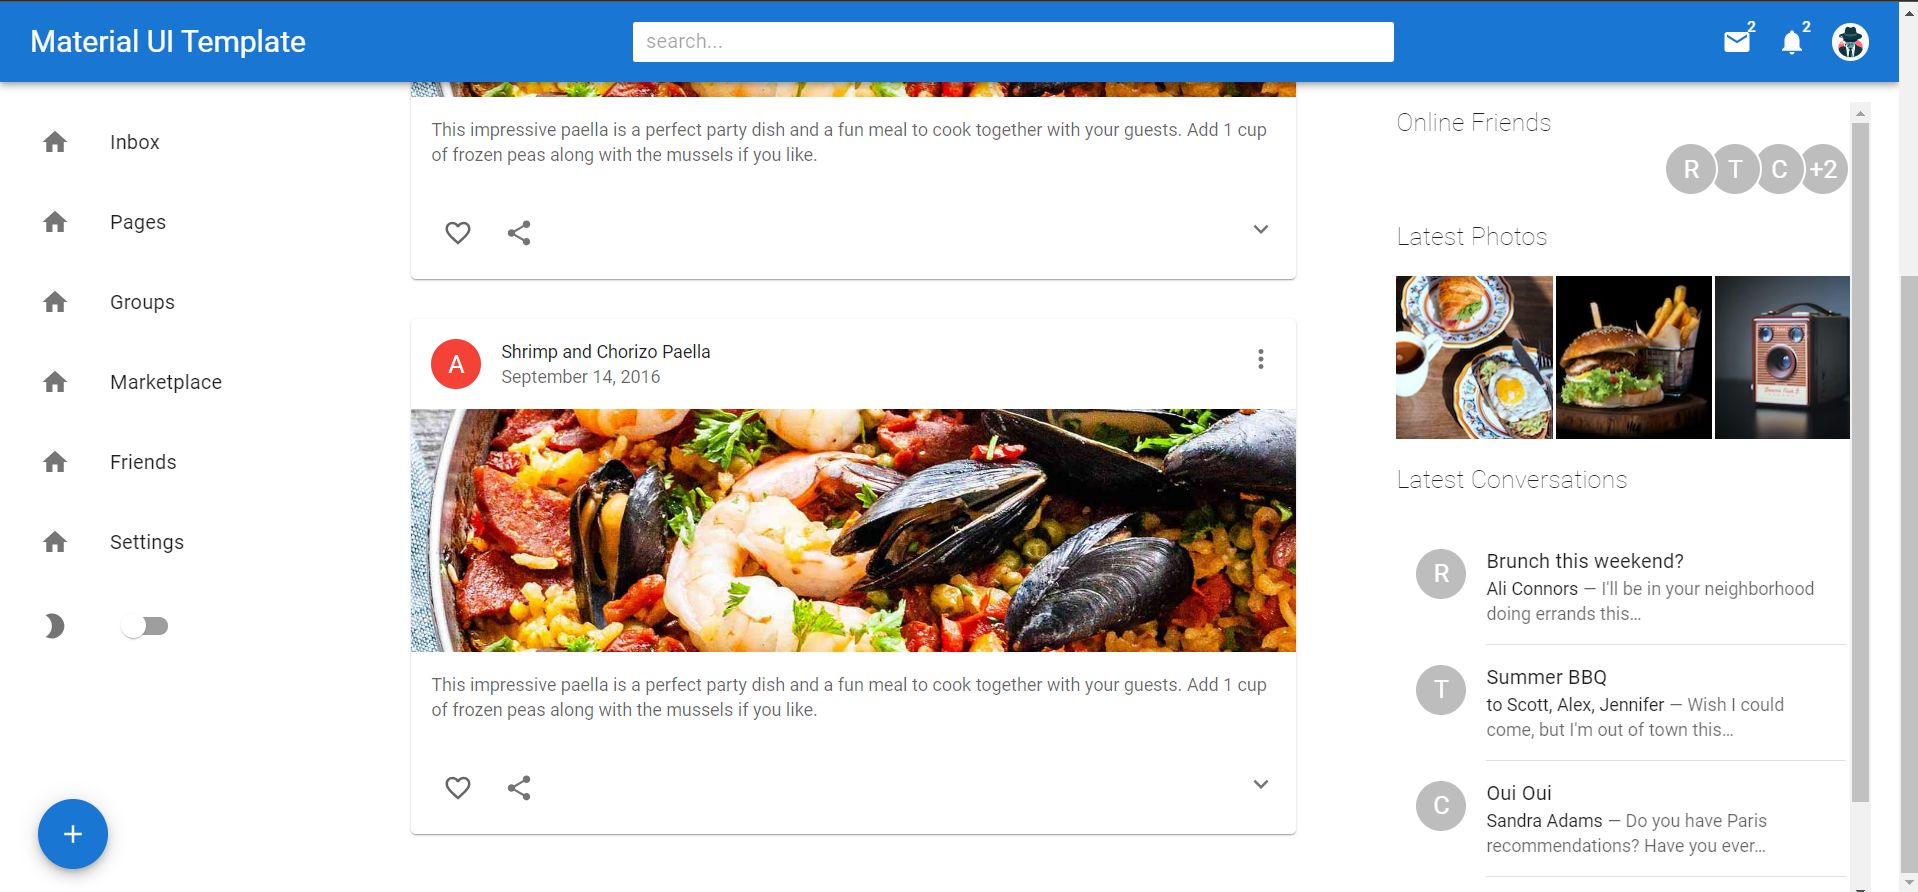 Material UI Template
search...
2
2
Inbox
Pages
Groups
Marketplace
Friends
Settings
This impressive paella is a perfect party dish and a fun meal to cook together with your guests. Add 1 cup
of frozen peas along with the mussels if you like.
A
Shrimp and Chorizo Paella
September 14, 2016
This impressive paella is a perfect party dish and a fun meal to cook together with your guests. Add 1 cup
of frozen peas along with the mussels if you like.
+
Online Friends
R T C +2
Latest Photos
Latest Conversations
R
Brunch this weekend?
Ali Connors — I'll be in your neighborhood
doing errands this…
T
Summer BBQ
to Scott, Alex, Jennifer — Wish I could
come, but I'm out of town this…
C
Oui Oui
Sandra Adams — Do you have Paris
recommendations? Have you ever…